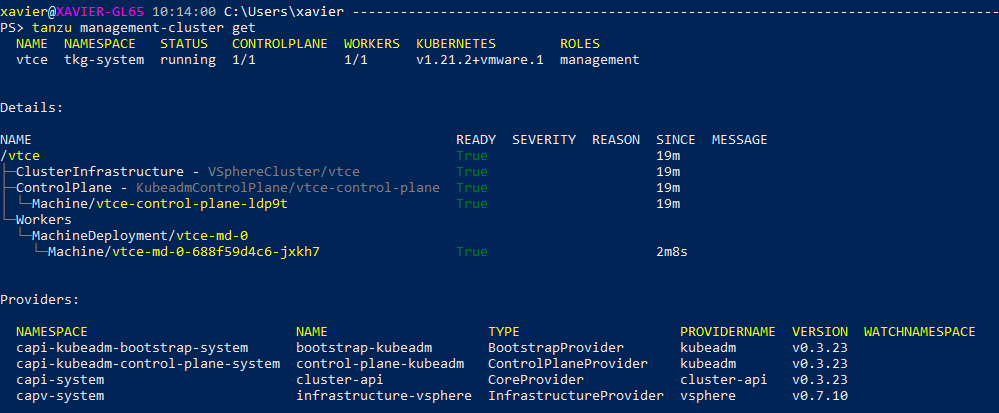 xavier@XAVIER-GL65 10:14:00 C:\Users\xavier -------------------------------------------------------------------------------
PS> tanzu management-cluster get
  NAME  NAMESPACE   STATUS   CONTROLPLANE  WORKERS  KUBERNETES        ROLES
  vtce  tkg-system  running  1/1           1/1      v1.21.2+vmware.1  management
Details:
NAME                                                     READY  SEVERITY  REASON  SINCE  MESSAGE
/vtce                                                    True                     19m
├─ClusterInfrastructure - VSphereCluster/vtce            True                     19m
├─ControlPlane - KubeadmControlPlane/vtce-control-plane  True                     19m
│ └─Machine/vtce-control-plane-ldp9t                     True                     19m
└─Workers
  └─MachineDeployment/vtce-md-0
    └─Machine/vtce-md-0-688f59d4c6-jxkh7                 True                     2m8s
Providers:
  NAMESPACE                          NAME                    TYPE                    PROVIDERNAME  VERSION  WATCHNAMESPACE
  capi-kubeadm-bootstrap-system      bootstrap-kubeadm       BootstrapProvider       kubeadm       v0.3.23
  capi-kubeadm-control-plane-system  control-plane-kubeadm   ControlPlaneProvider    kubeadm       v0.3.23
  capi-system                        cluster-api             CoreProvider            cluster-api   v0.3.23
  capv-system                        infrastructure-vsphere  InfrastructureProvider  vsphere       v0.7.10